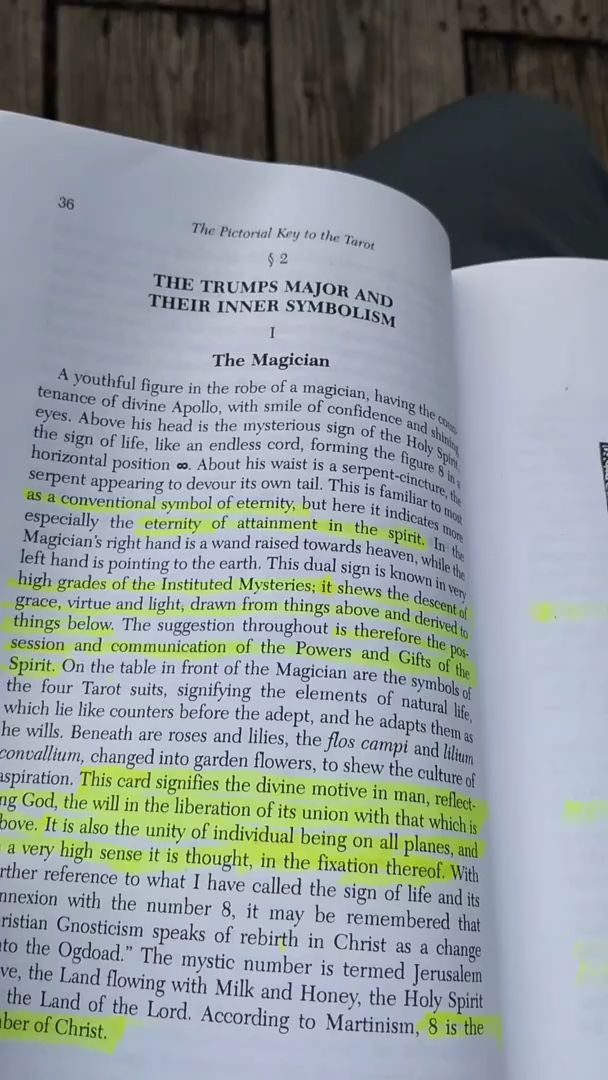 36
The Pictorial Key to the Tarot
§ 2
THE TRUMPS MAJOR AND
THEIR INNER SYMBOLISM
I
The Magician
A youthful figure in the robe of a magician, having the coun-
tenance of divine Apollo, with smile of confidence and shining
eyes. Above his head is the mysterious sign of the Holy Spirit,
the sign of life, like an endless cord, forming the figure 8 in a
horizontal position ∞. About his waist is a serpent-cincture, the
serpent appearing to devour its own tail. This is familiar to most
as a conventional symbol of eternity, but here it indicates more
especially the eternity of attainment in the spirit. In the
Magician's right hand is a wand raised towards heaven, while the
left hand is pointing to the earth. This dual sign is known in very
high grades of the Instituted Mysteries; it shews the descent of
grace, virtue and light, drawn from things above and derived to
things below. The suggestion throughout is therefore the pos-
session and communication of the Powers and Gifts of the
Spirit. On the table in front of the Magician are the symbols of
the four Tarot suits, signifying the elements of natural life,
which lie like counters before the adept, and he adapts them as
he wills. Beneath are roses and lilies, the flos campi and lilium
convallium, changed into garden flowers, to shew the culture of
aspiration. This card signifies the divine motive in man, reflect-
ng God, the will in the liberation of its union with that which is
bove. It is also the unity of individual being on all planes, and
a very high sense it is thought, in the fixation thereof. With
rther reference to what I have called the sign of life and its
nnexion with the number 8, it may be remembered that
ristian Gnosticism speaks of rebirth in Christ as a change
nto the Ogdoad." The mystic number is termed Jerusalem
ve, the Land flowing with Milk and Honey, the Holy Spirit
the Land of the Lord. According to Martinism, 8 is the
ber of Christ.